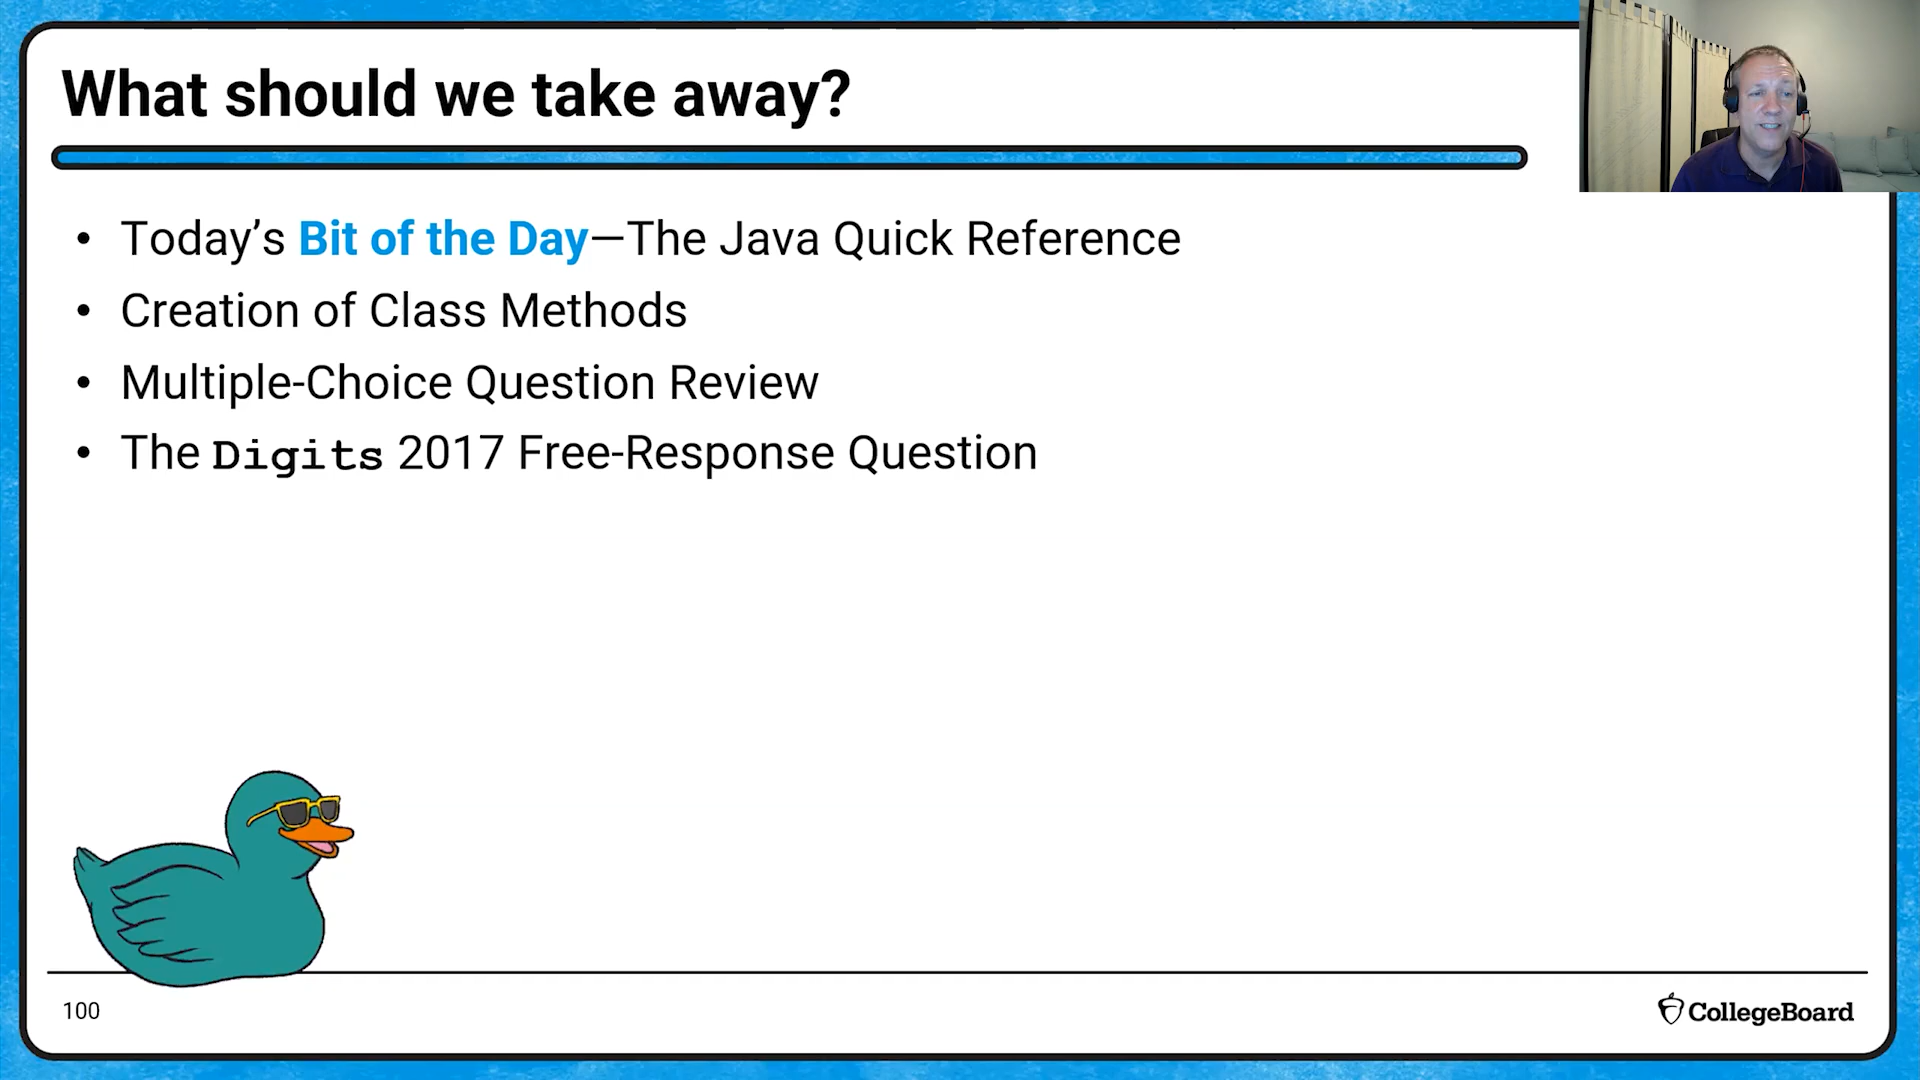 What should we take away?
• Today’s Bit of the Day—The Java Quick Reference
• Creation of Class Methods
• Multiple-Choice Question Review
• The Digits 2017 Free-Response Question
100
CollegeBoard